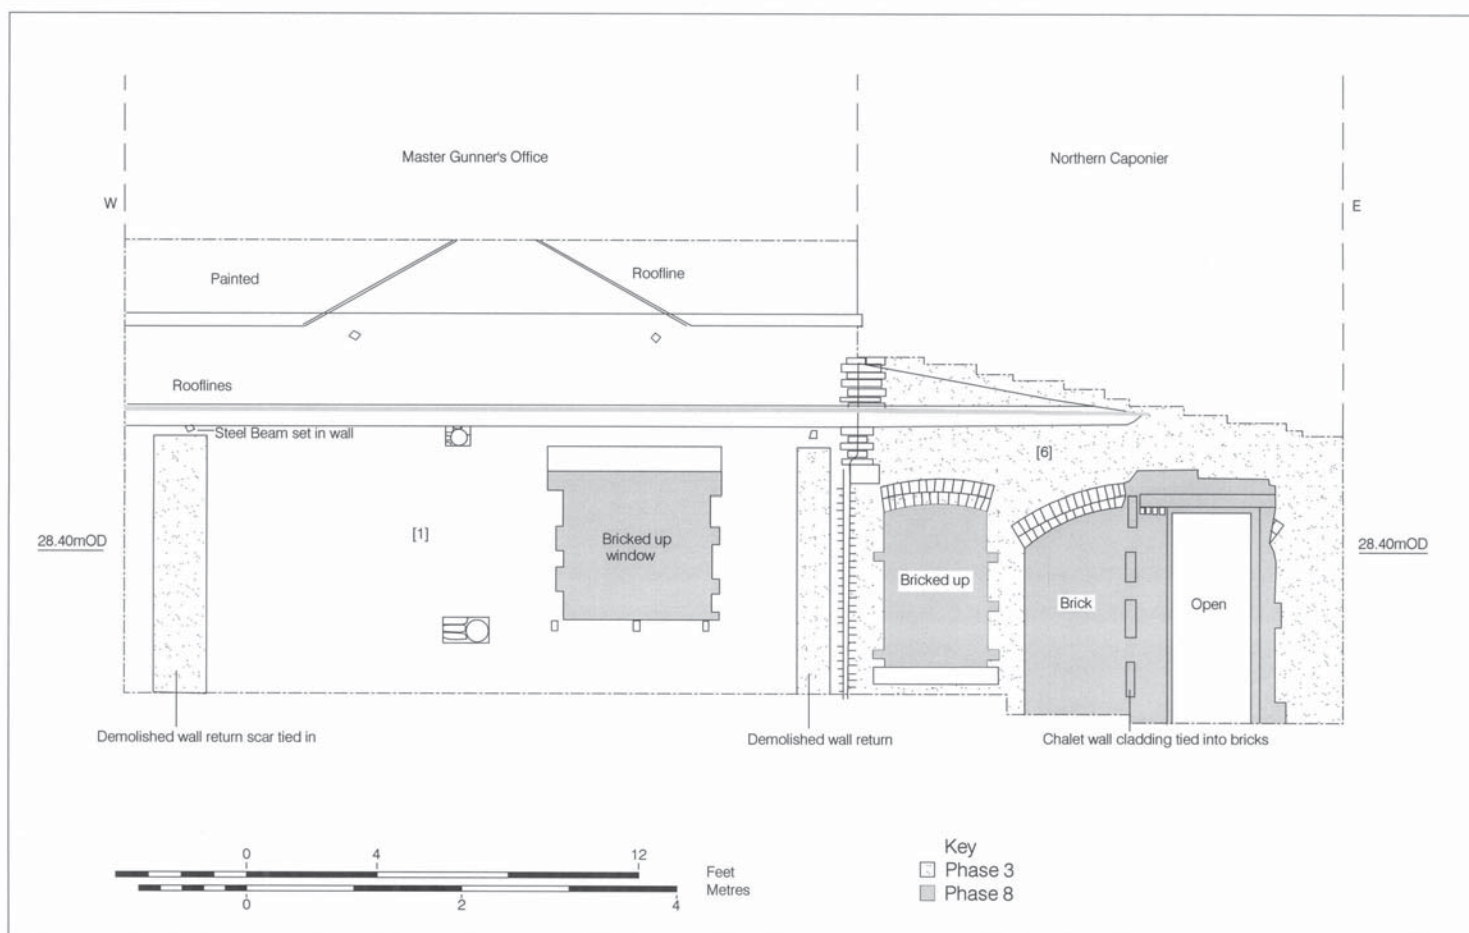 Master Gunner's Office
Northern Caponier
W
E
Painted
Roofline
Rooflines
Steel Beam set in wall
[6]
[1]
28.40mOD
Bricked up
window
28.40mOD
Bricked up
Brick
Open
Demolished wall return scar tied in
Demolished wall return
Chalet wall cladding tied into bricks
0 4 12
Feet
Metres
0 2 4
Key
Phase 3
Phase 8